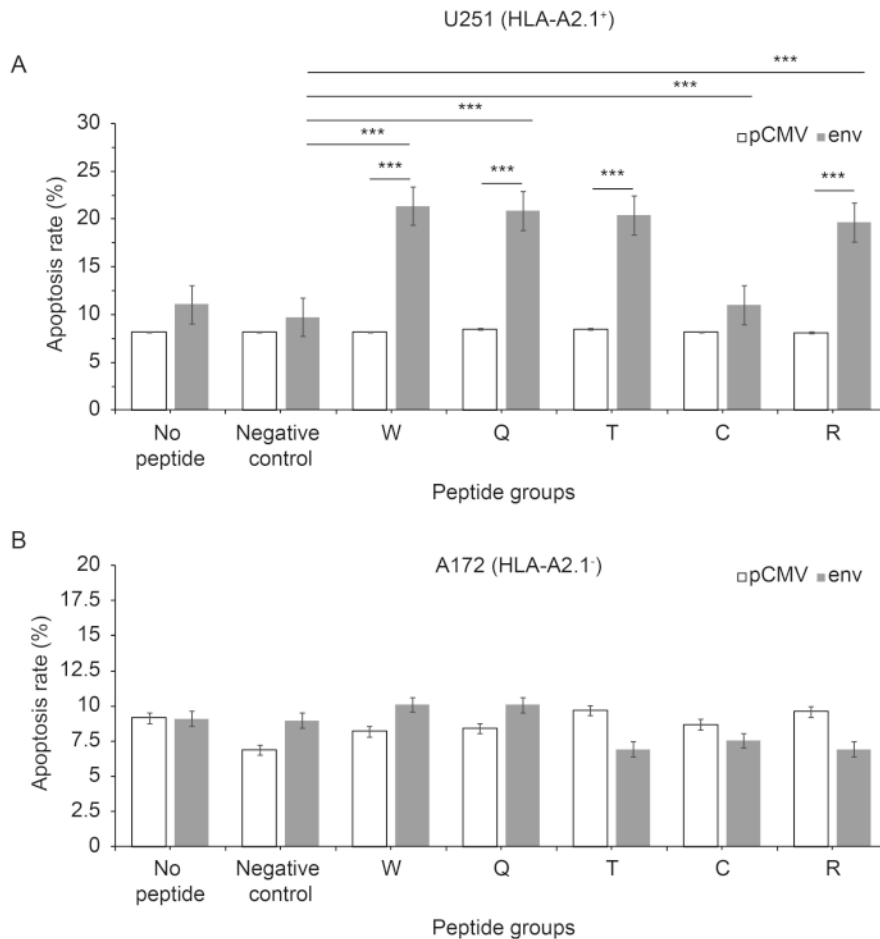 U251 (HLA-A2.1⁺)
A
***
***
***
***
30
25
20
15
10
5
0
Apoptosis rate (%)
pCMV env
*** *** *** ***
No peptide
Negative control
W
Q
T
C
R
Peptide groups
B
A172 (HLA-A2.1⁻)
pCMV env
20
17.5
15
12.5
10
7.5
5
2.5
0
Apoptosis rate (%)
No peptide
Negative control
W
Q
T
C
R
Peptide groups